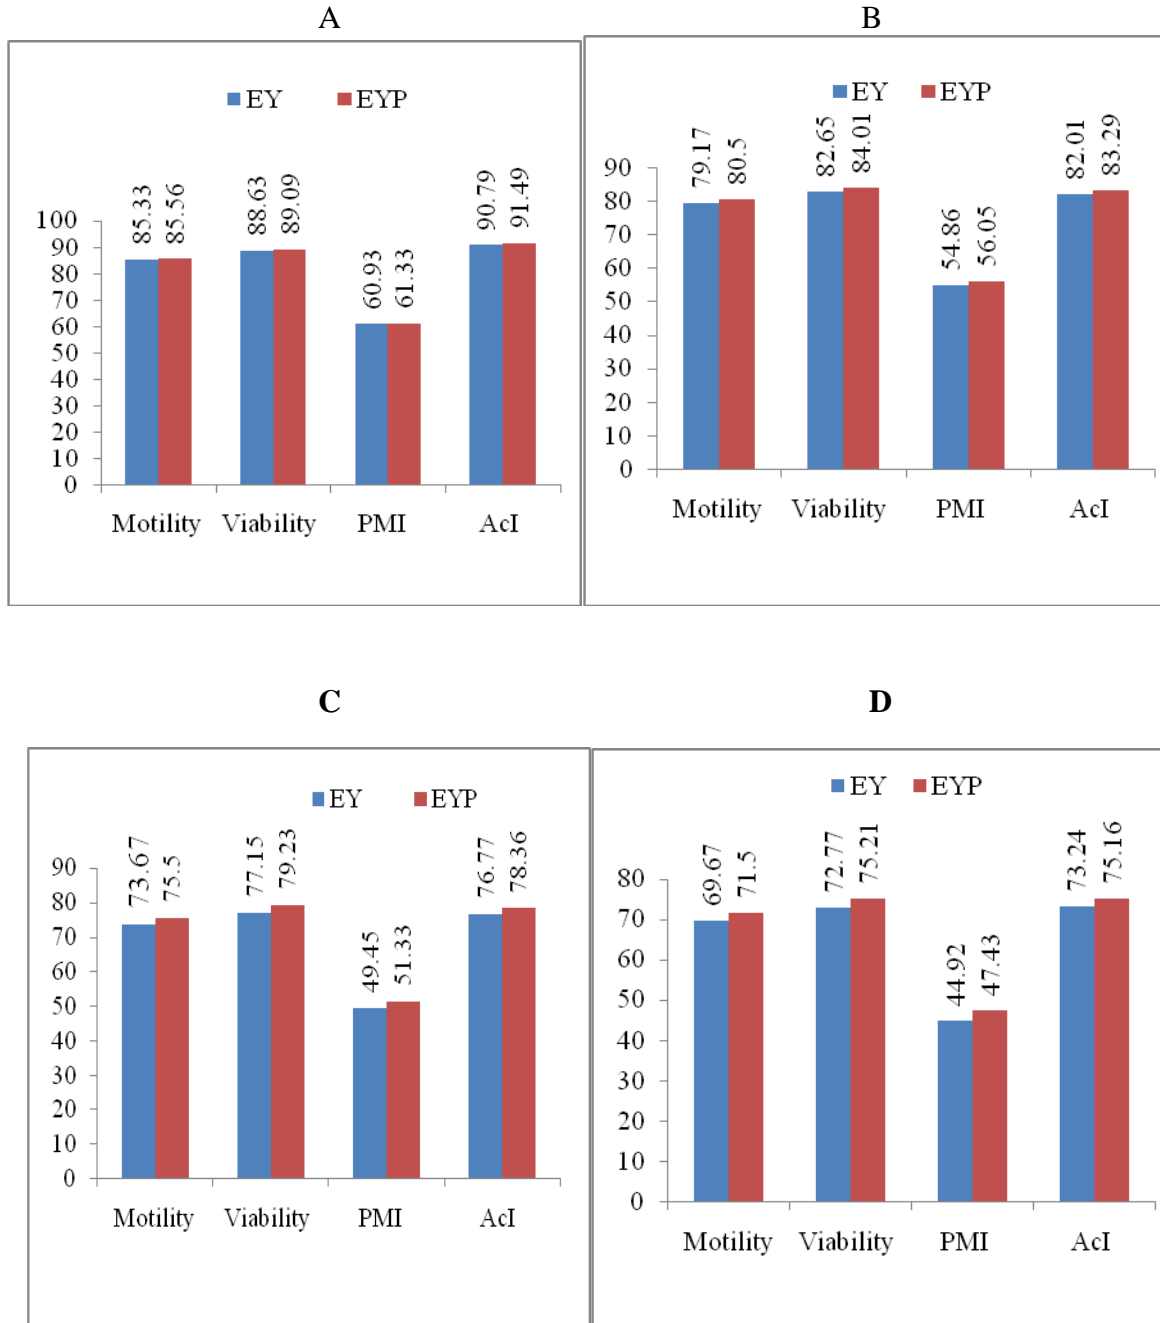 A
EY EYP
85.33 85.56 88.63 89.09 60.93 61.33 90.79 91.49
100
90
80
70
60
50
40
30
20
10
0
Motility Viability PMI AcI
B
EY EYP
79.17 80.5 82.65 84.01 54.86 56.05 82.01 83.29
90
80
70
60
50
40
30
20
10
0
Motility Viability PMI AcI
C
EY EYP
73.67 75.5 77.15 79.23 49.45 51.33 76.77 78.36
90
80
70
60
50
40
30
20
10
0
Motility Viability PMI AcI
D
EY EYP
69.67 71.5 72.77 75.21 44.92 47.43 73.24 75.16
80
70
60
50
40
30
20
10
0
Motility Viability PMI AcI